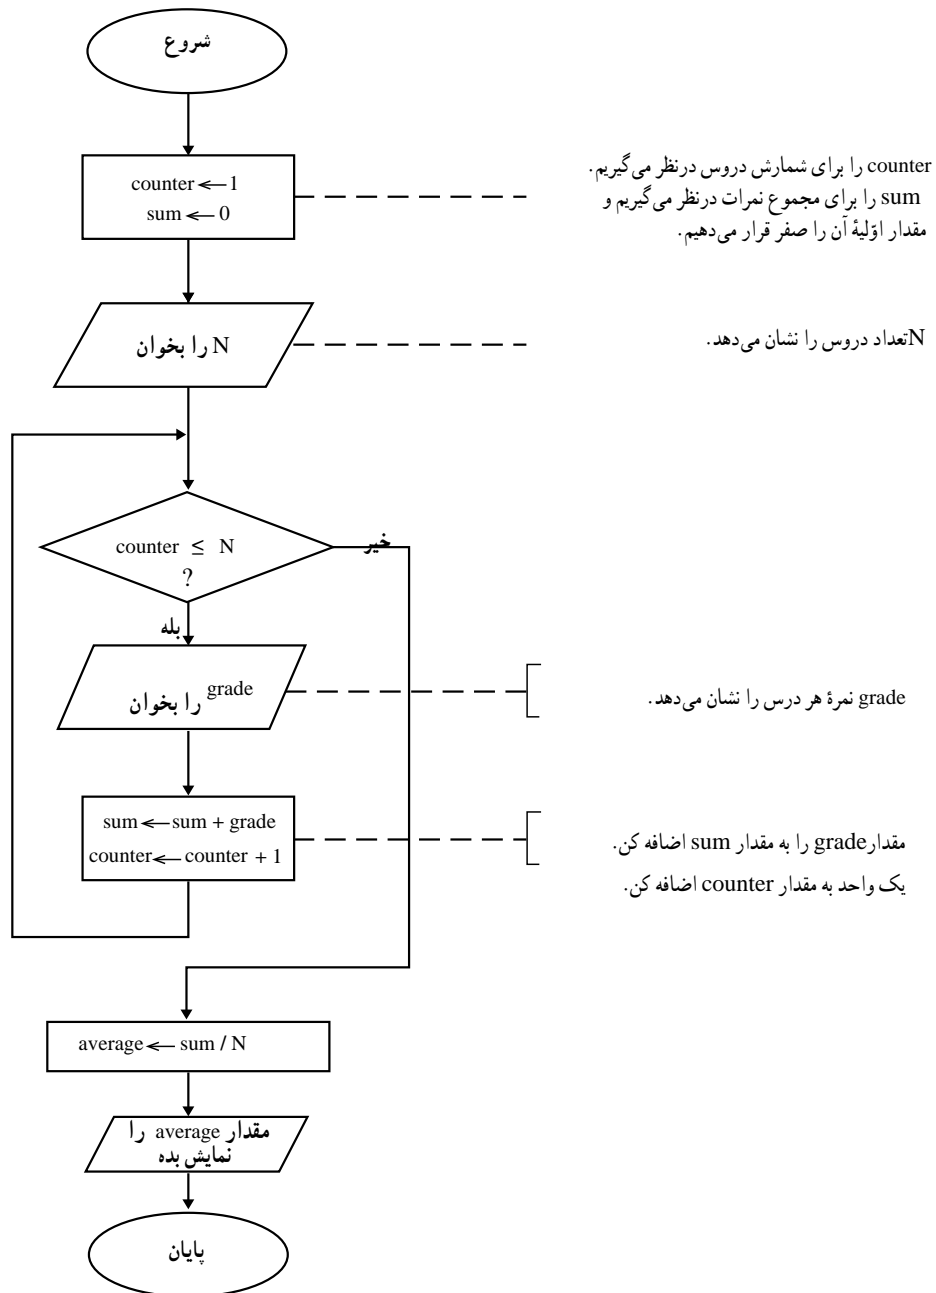 شروع
counter ← 1
sum ← 0
counter را برای شمارش دروس درنظر می‌گیریم.
sum را برای مجموع نمرات درنظر می‌گیریم و
مقدار اوّلیهٔ آن را صفر قرار می‌دهیم.
N را بخوان
N تعداد دروس را نشان می‌دهد.
counter ≤ N
?
خیر
بله
grade را بخوان
grade نمرهٔ هر درس را نشان می‌دهد.
sum ← sum + grade
counter ← counter + 1
مقدار grade را به مقدار sum اضافه کن.
یک واحد به مقدار counter اضافه کن.
average ← sum / N
مقدار average را
نمایش بده
پایان